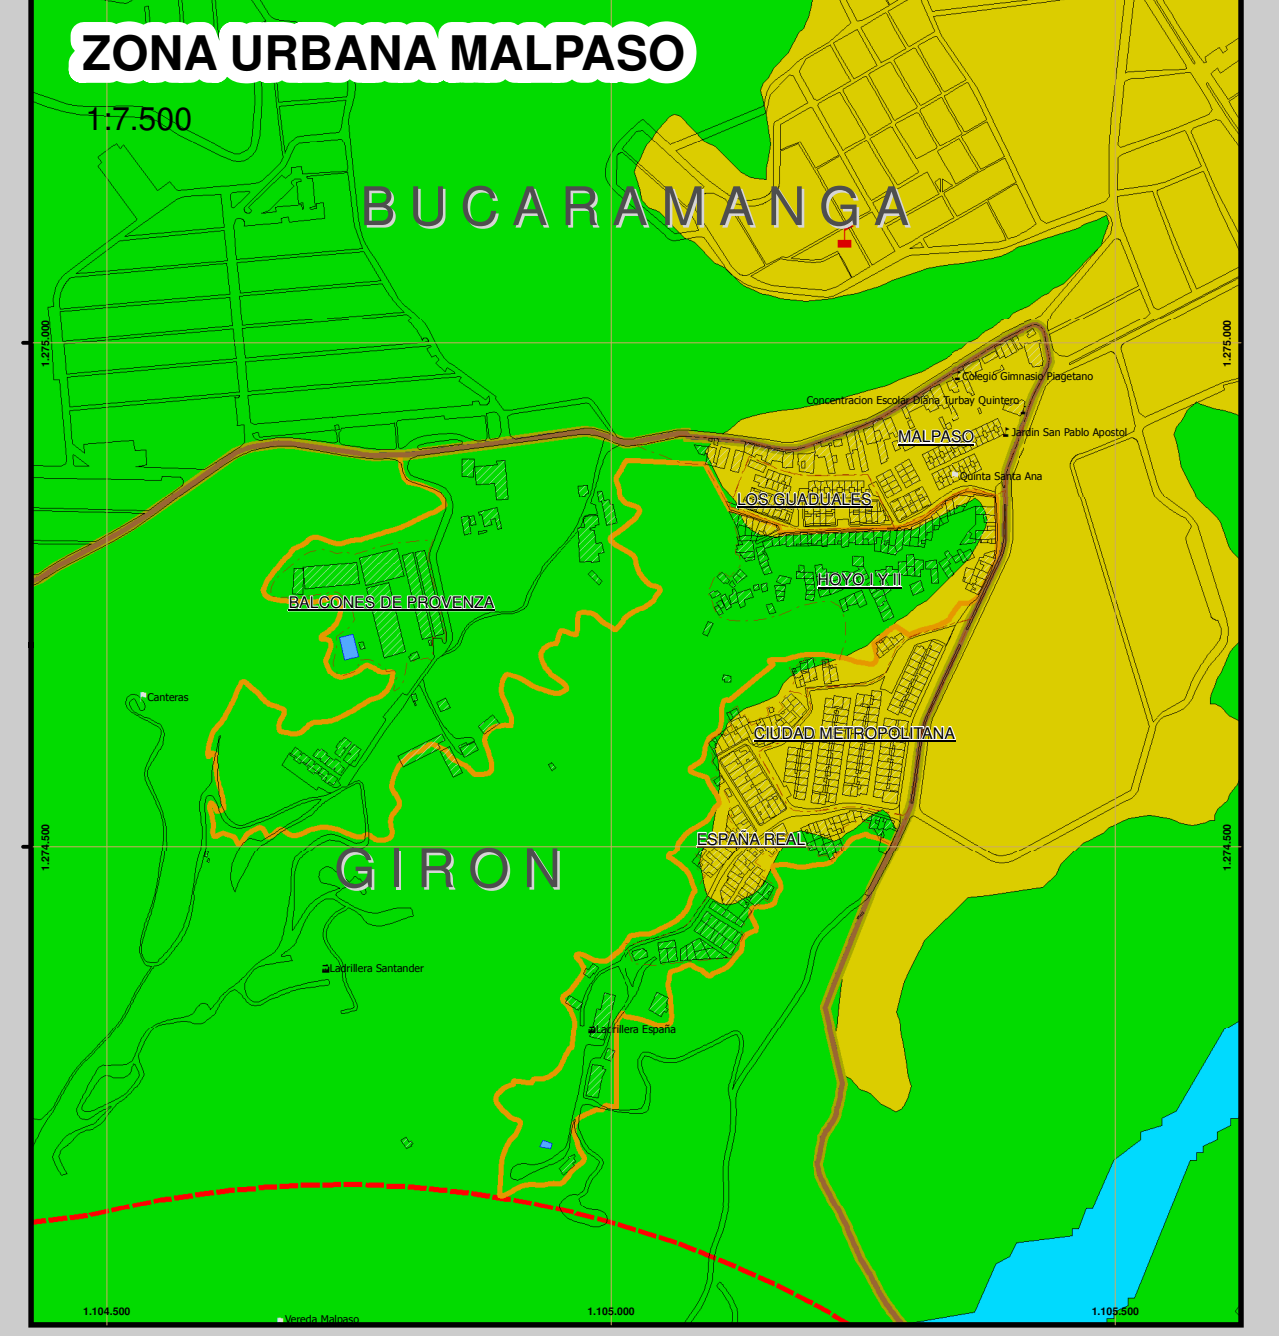 ZONA URBANA MALPASO
1:7.500
BUCARAMANGA
1.275.000
1.275.000
Colegio Gimnasio Piagetano
Concentracion Escolar Diana Turbay Quintero
Jardin San Pablo Apostol
MALPASO
Quinta Santa Ana
LOS GUADUALES
HOYO I Y II
BALCONES DE PROVENZA
Canteras
CIUDAD METROPOLITANA
ESPAÑA REAL
1.274.500
1.274.500
GIRON
Ladrillera Santander
Ladrillera España
1.104.500
1.105.000
1.105.500
Vereda Malpaso